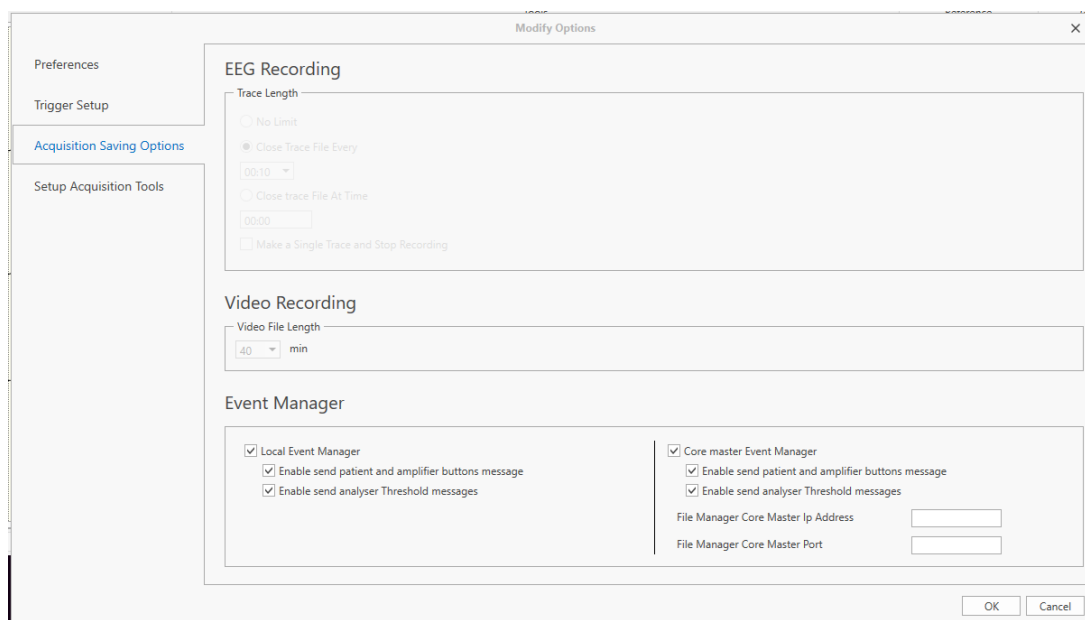 Tools
Reference
Modify Options
Preferences
Trigger Setup
Acquisition Saving Options
Setup Acquisition Tools
EEG Recording
Trace Length
No Limit
Close Trace File Every
00:10
Close trace File At Time
00:00
Make a Single Trace and Stop Recording
Video Recording
Video File Length
40 min
Event Manager
Local Event Manager
Enable send patient and amplifier buttons message
Enable send analyser Threshold messages
Core master Event Manager
Enable send patient and amplifier buttons message
Enable send analyser Threshold messages
File Manager Core Master Ip Address
File Manager Core Master Port
OK
Cancel